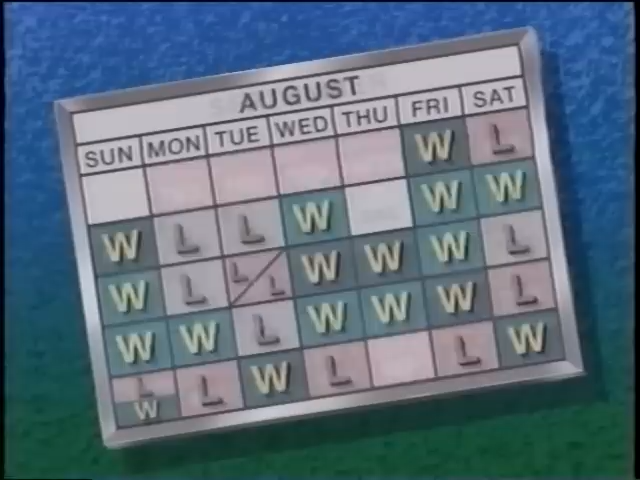 AUGUST
SUN MON TUE WED THU FRI SAT
W L
W L L W W W
W L L L W W W L
W W L W W W L
L W L W L L W